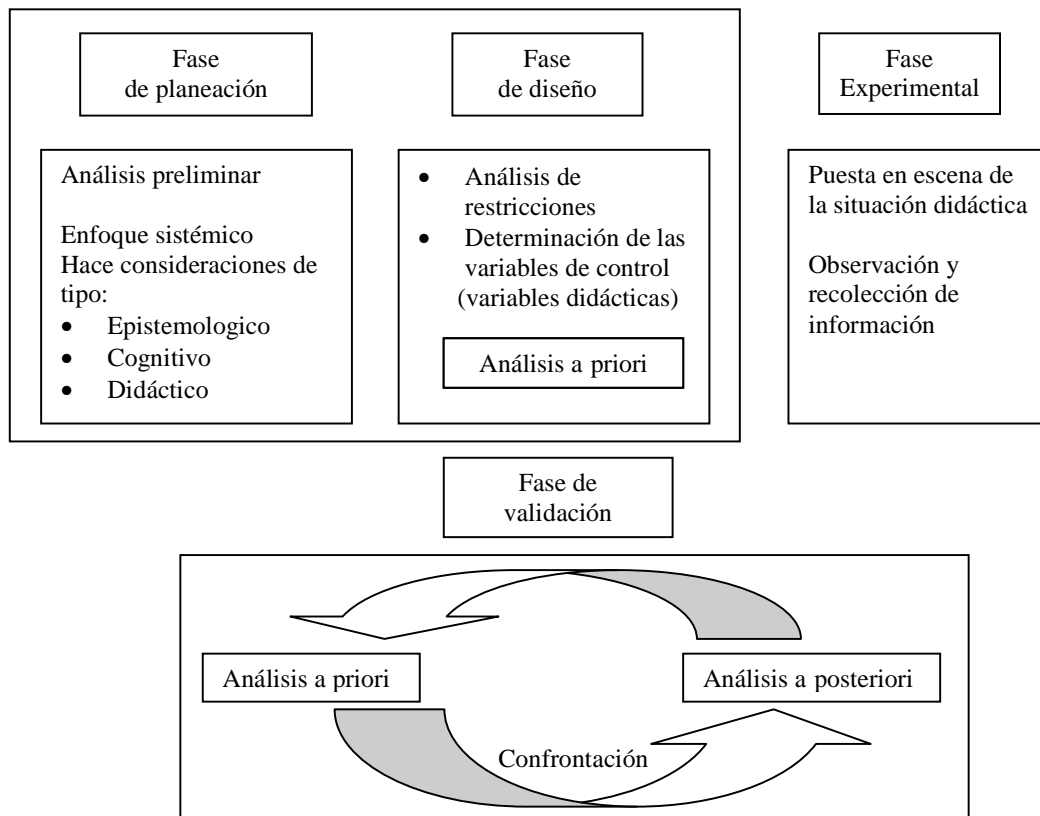 Fase
de planeación
Fase
de diseño
Fase
Experimental
Análisis preliminar
Enfoque sistémico
Hace consideraciones de
tipo:
• Epistemologico
• Cognitivo
• Didáctico
• Análisis de
restricciones
• Determinación de las
variables de control
(variables didácticas)
Análisis a priori
Puesta en escena de
la situación didáctica
Observación y
recolección de
información
Fase de
validación
Análisis a priori
Análisis a posteriori
Confrontación